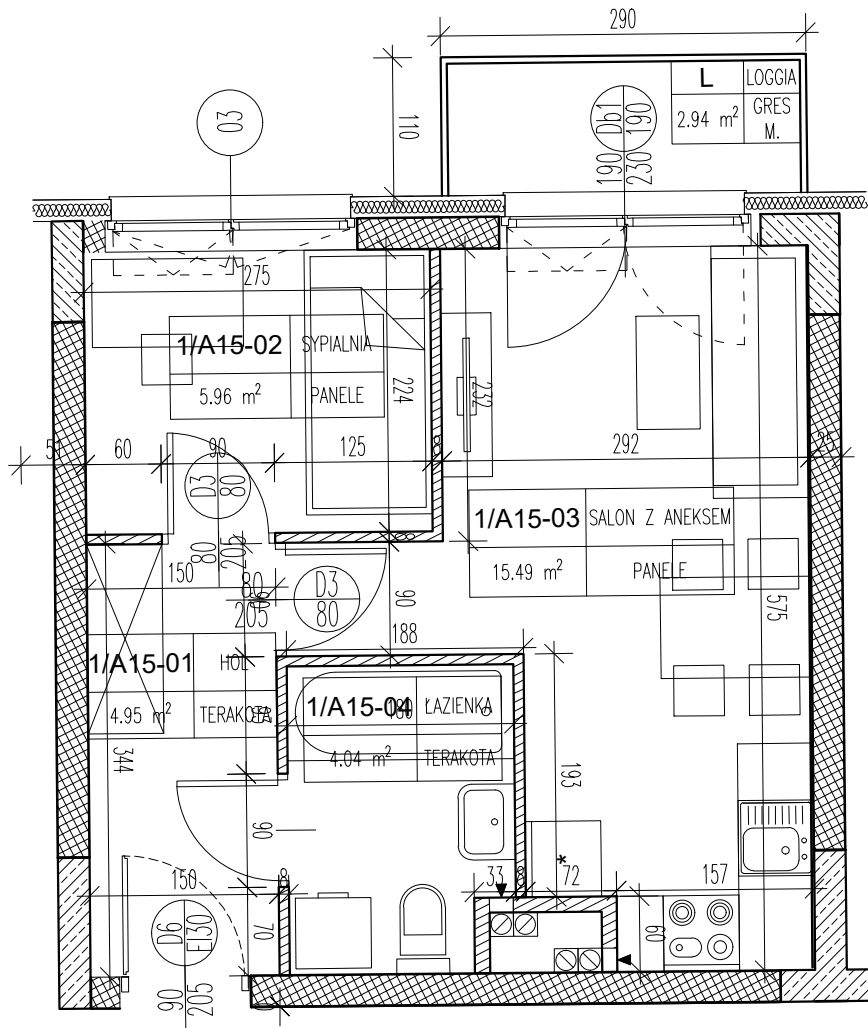 290
L LOGGIA
2.94 m² GRES M.
110
03
Db1 190
190 230
275
1/A15-02 SYPIALNIA
5.96 m² PANELE
224
232
51 60 90 125 8 292 25
D3 80
80 205
1/A15-03 SALON Z ANEKSEM
15.49 m² PANELE
575
150
80 D3
205 80
90
188
1/A15-01 HOL
4.95 m² TERAKOTA
344
1/A15-04 ŁAZIENKA
180
4.04 m² TERAKOTA
193
90
150 8
33 8 72 157
*
D6 EI30
90 205
70
60